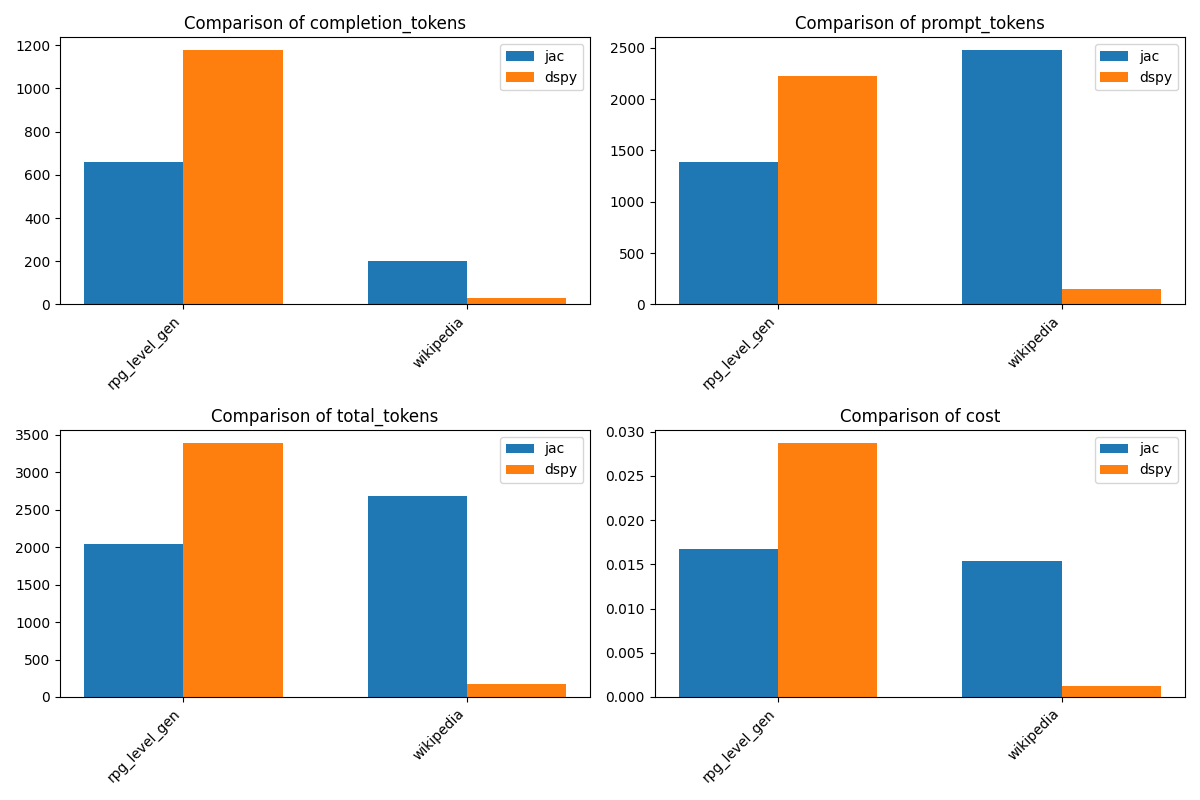 Comparison of completion_tokens
1200
1000
800
600
400
200
0
jac
dspy
rpg_level_gen
wikipedia
Comparison of prompt_tokens
2500
2000
1500
1000
500
0
jac
dspy
rpg_level_gen
wikipedia
Comparison of total_tokens
3500
3000
2500
2000
1500
1000
500
0
jac
dspy
rpg_level_gen
wikipedia
Comparison of cost
0.030
0.025
0.020
0.015
0.010
0.005
0.000
jac
dspy
rpg_level_gen
wikipedia